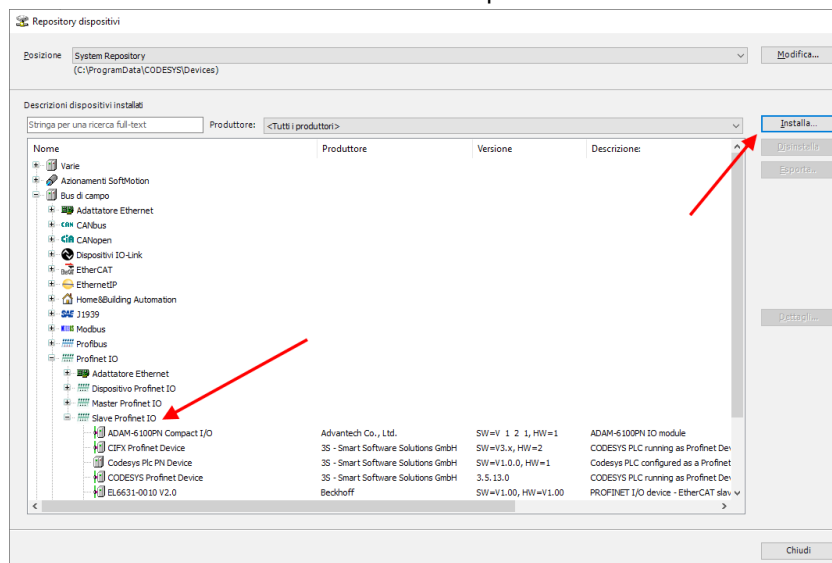 Repository dispositivi
Posizione System Repository Modifica...
(C:\ProgramData\CODESYS\Devices)
Descrizioni dispositivi installati
Stringa per una ricerca full-text Produttore: <Tutti i produttori> Installa...
Nome Produttore Versione Descrizione: Disinstalla
Varie
Esporta...
Azionamenti SoftMotion
Bus di campo
Adattatore Ethernet
CAN CANbus
CiA CANopen
Dispositivi IO-Link
EtherCAT
EthernetIP
Home&Building Automation
SAE J1939
Dettagli...
Modbus
Profibus
Profinet IO
Adattatore Ethernet
Dispositivo Profinet IO
Master Profinet IO
Slave Profinet IO
ADAM-6100PN Compact I/O Advantech Co., Ltd. SW=V 1 2 1, HW=1 ADAM-6100PN IO module
CIFX Profinet Device 3S - Smart Software Solutions GmbH SW=V3.x, HW=2 CODESYS PLC running as Profinet Dev
Codesys Plc PN Device 3S - Smart Software Solutions GmbH SW=V1.0.0, HW=1 Codesys PLC configured as a Profinet
CODESYS Profinet Device 3S - Smart Software Solutions GmbH 3.5.13.0 CODESYS PLC running as Profinet Dev
EL6631-0010 V2.0 Beckhoff SW=V1.00, HW=V1.00 PROFINET I/O device - EtherCAT slav
Chiudi